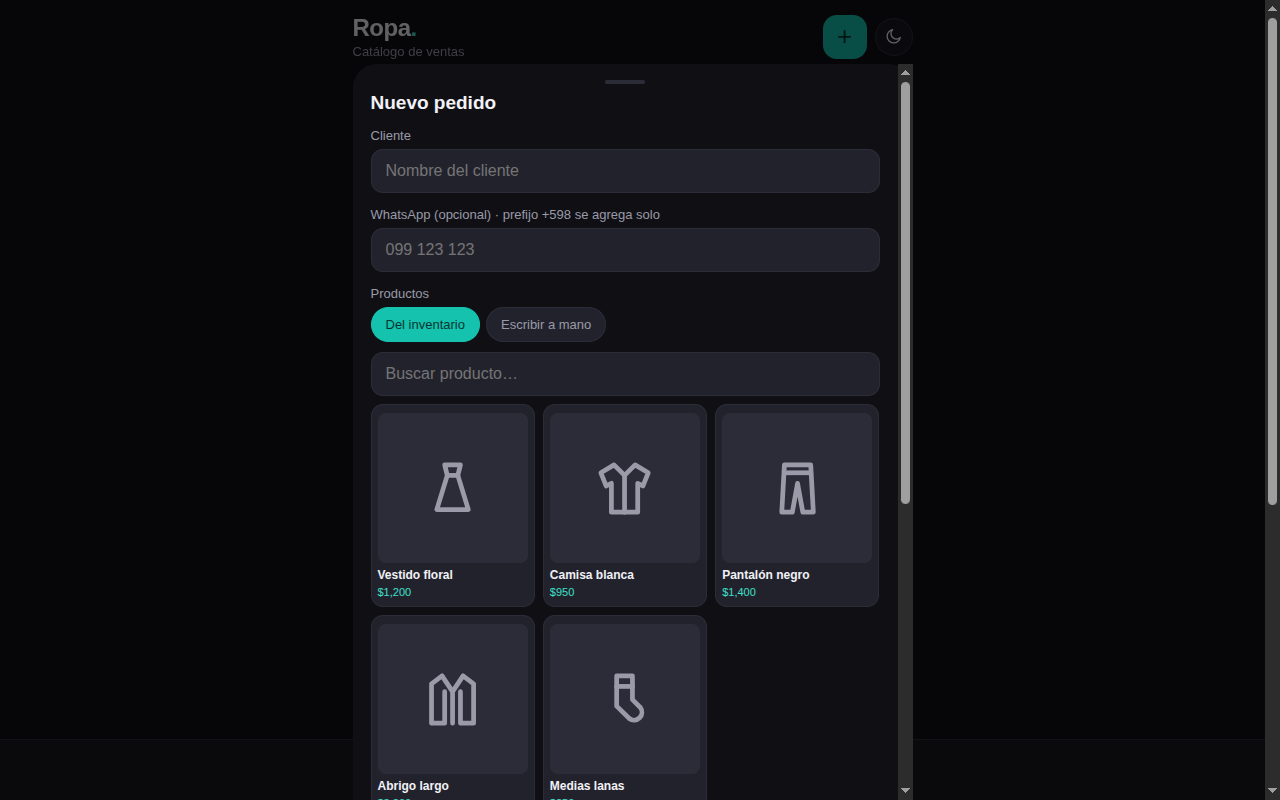 Ropa.
Catálogo de ventas
Nuevo pedido
Cliente
Nombre del cliente
WhatsApp (opcional) · prefijo +598 se agrega solo
099 123 123
Productos
Del inventario
Escribir a mano
Buscar producto…
Vestido floral
$1,200
Camisa blanca
$950
Pantalón negro
$1,400
Abrigo largo
Medias lanas